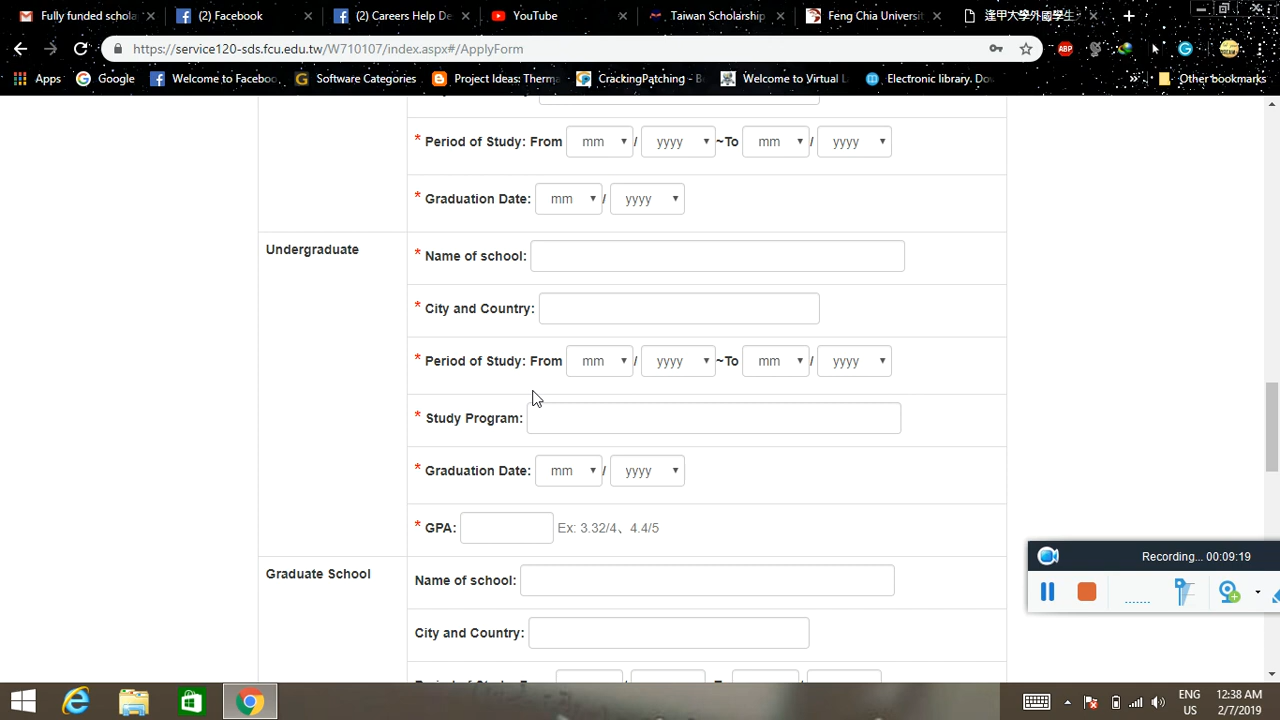 Fully funded schola
(2) Facebook
(2) Careers Help De
YouTube
Taiwan Scholarship
Feng Chia Universit
逢甲大學外國學生
https://service120-sds.fcu.edu.tw/W710107/index.aspx#/ApplyForm
ABP
Apps
Google
Welcome to Faceboo
Software Categories
Project Ideas: Therma
CrackingPatching - B
Welcome to Virtual L
Electronic library. Do
Other bookmarks
* Period of Study: From mm / yyyy ~To mm / yyyy
* Graduation Date: mm / yyyy
Undergraduate
* Name of school:
* City and Country:
* Period of Study: From mm / yyyy ~To mm / yyyy
* Study Program:
* Graduation Date: mm / yyyy
* GPA: Ex: 3.32/4、4.4/5
Recording... 00:09:19
Graduate School
Name of school:
City and Country:
ENG
US
12:38 AM
2/7/2019